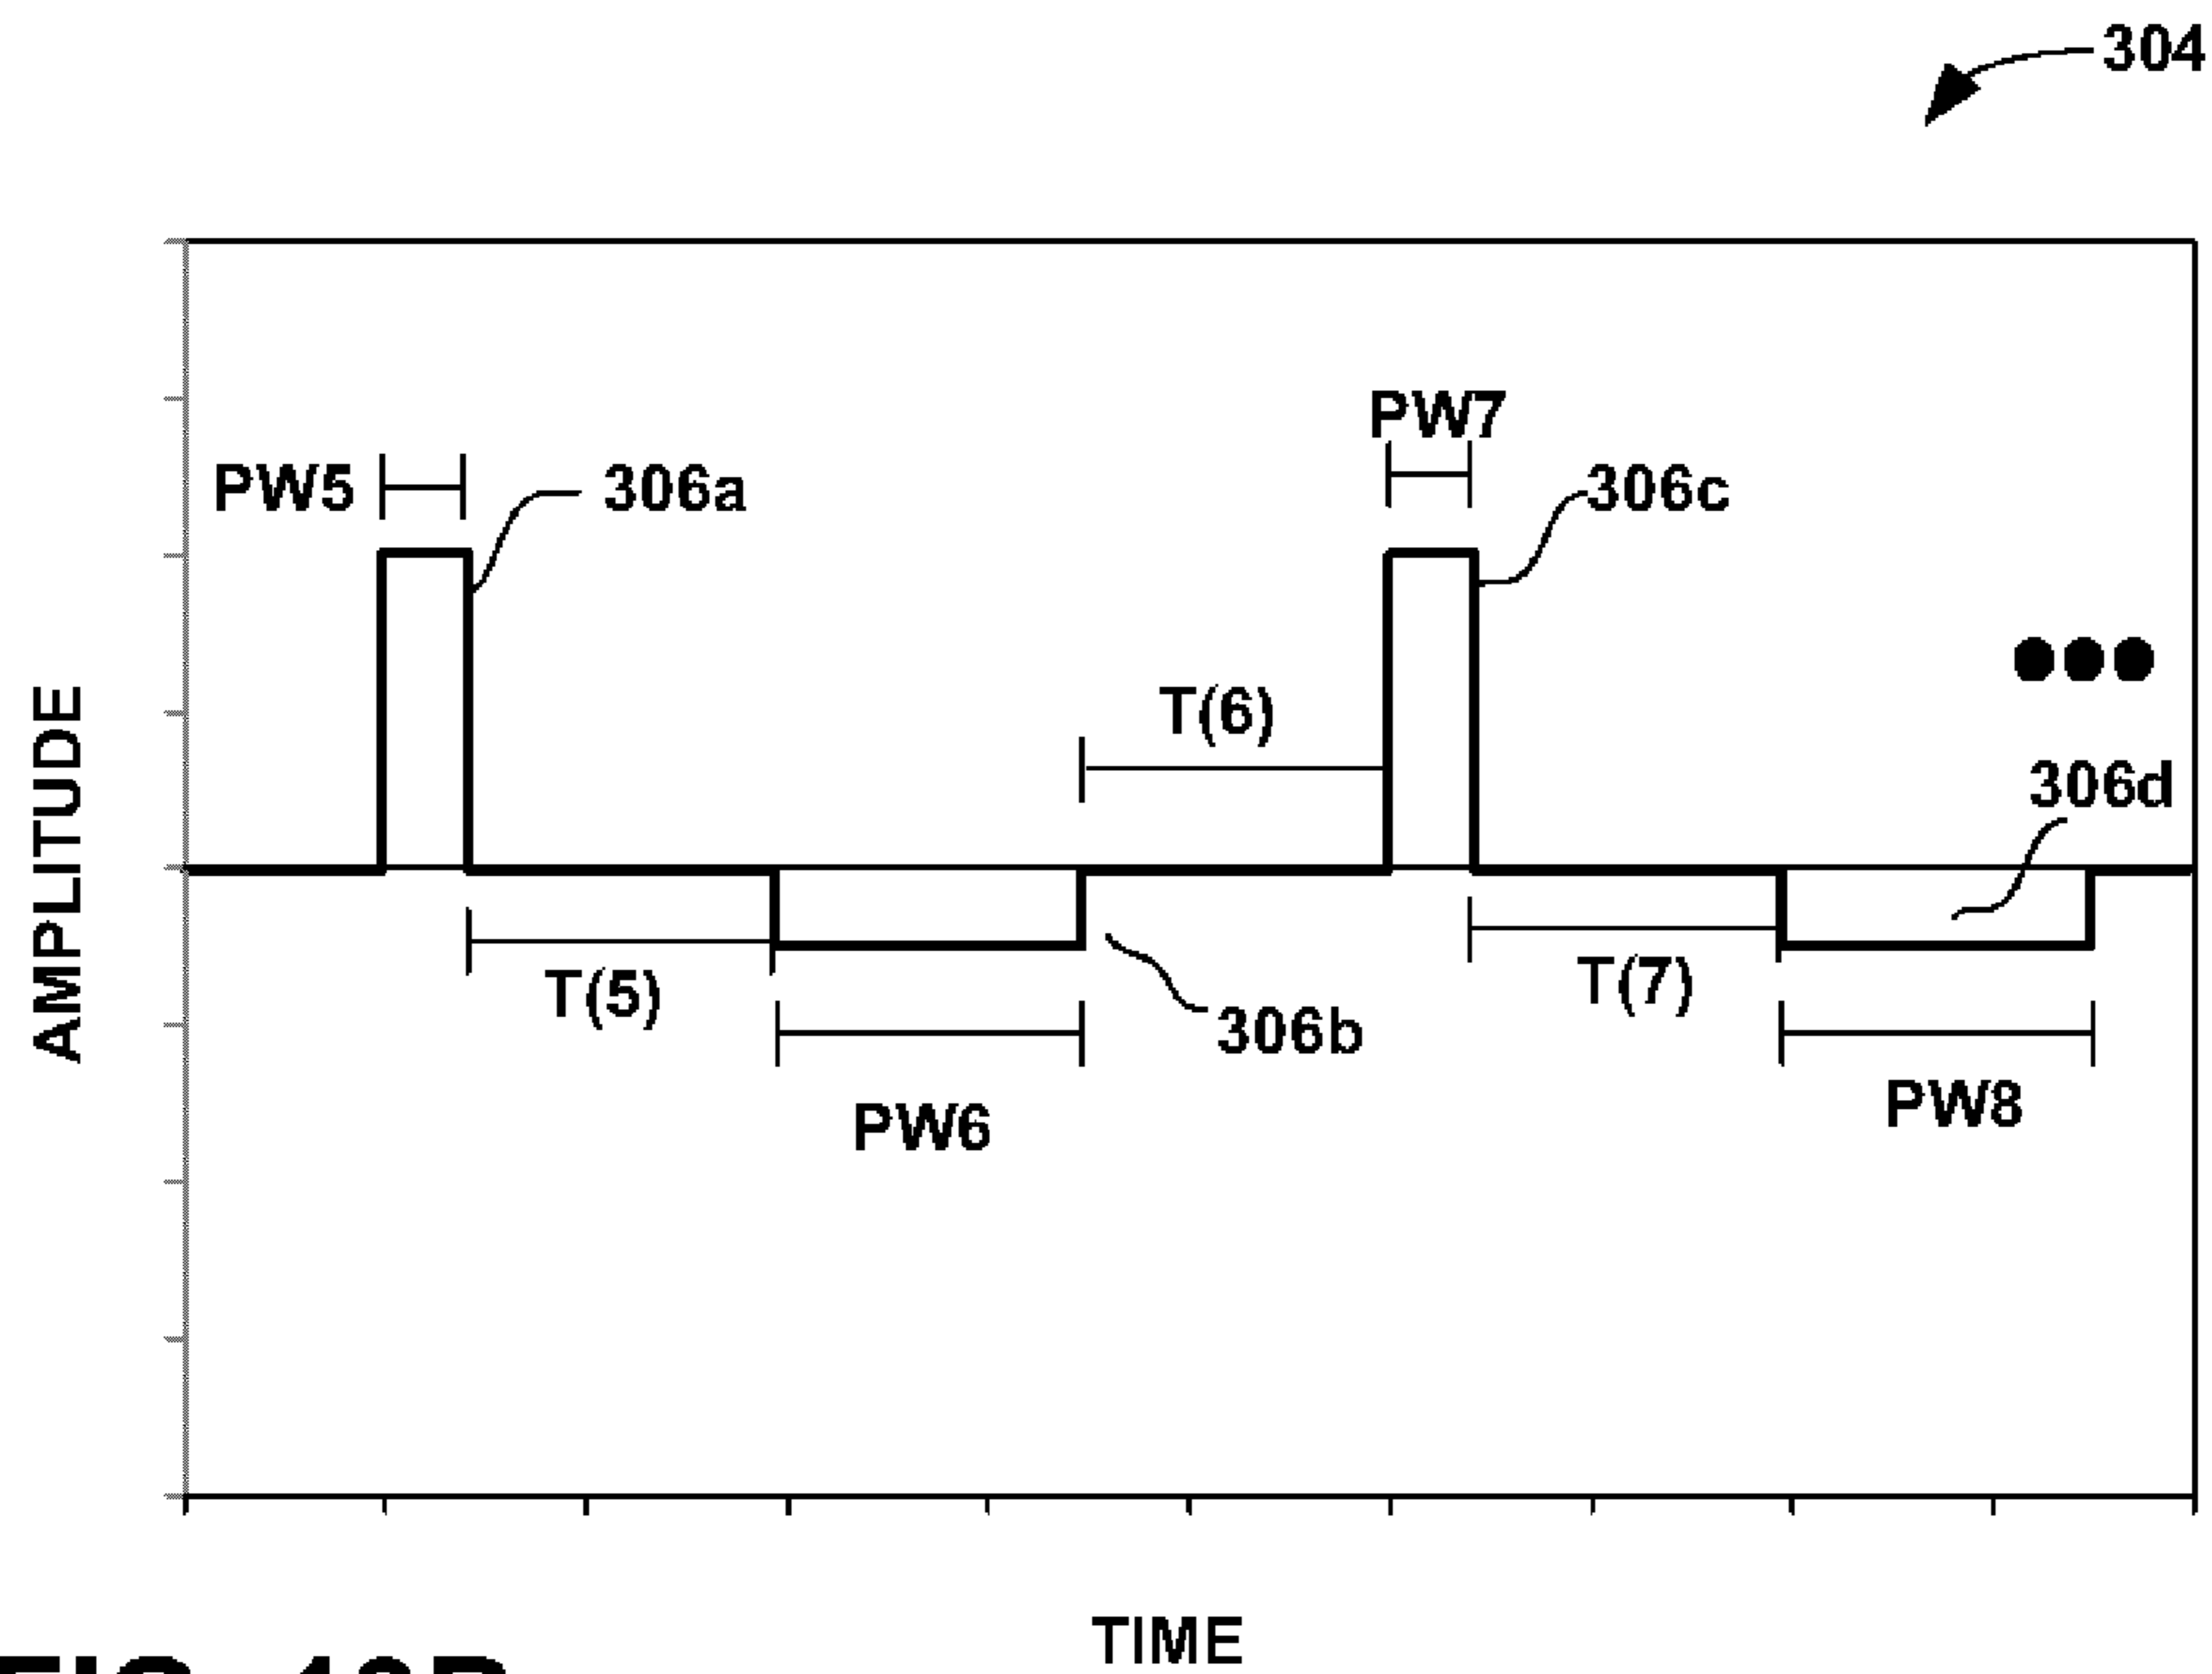 304
PW7
PW5
306a
306c
T(6)
306d
AMPLITUDE
T(5)
T(7)
306b
PW6
PW8
TIME